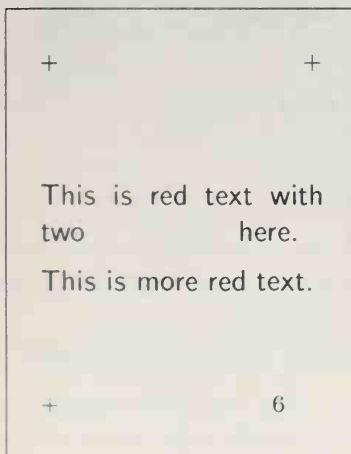 + +
This is red text with
two here.
This is more red text.
+ 6